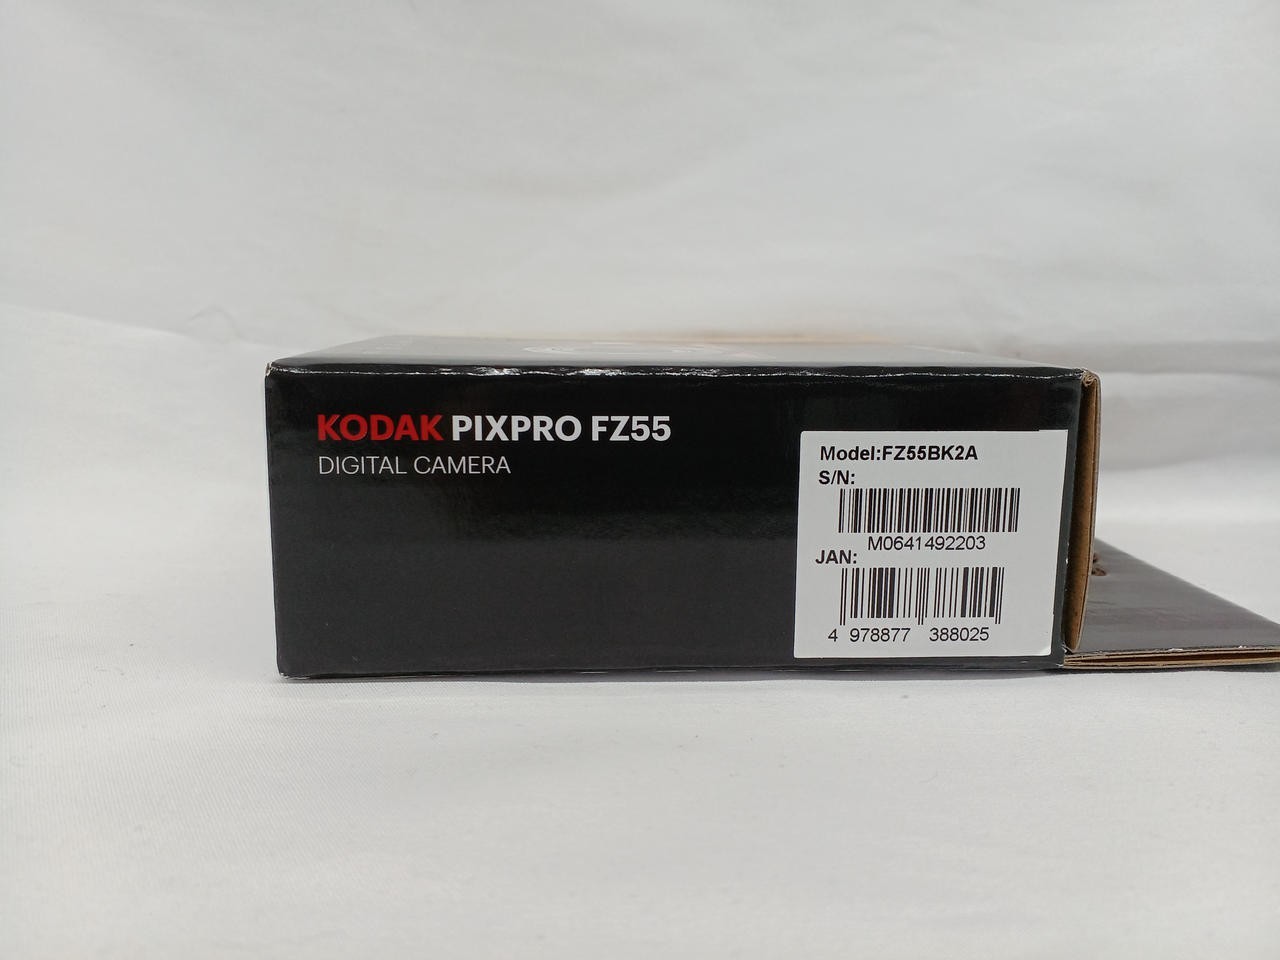 KODAK PIXPRO FZ55
DIGITAL CAMERA
Model:FZ55BK2A
S/N:
M0641492203
JAN:
4 978877 388025